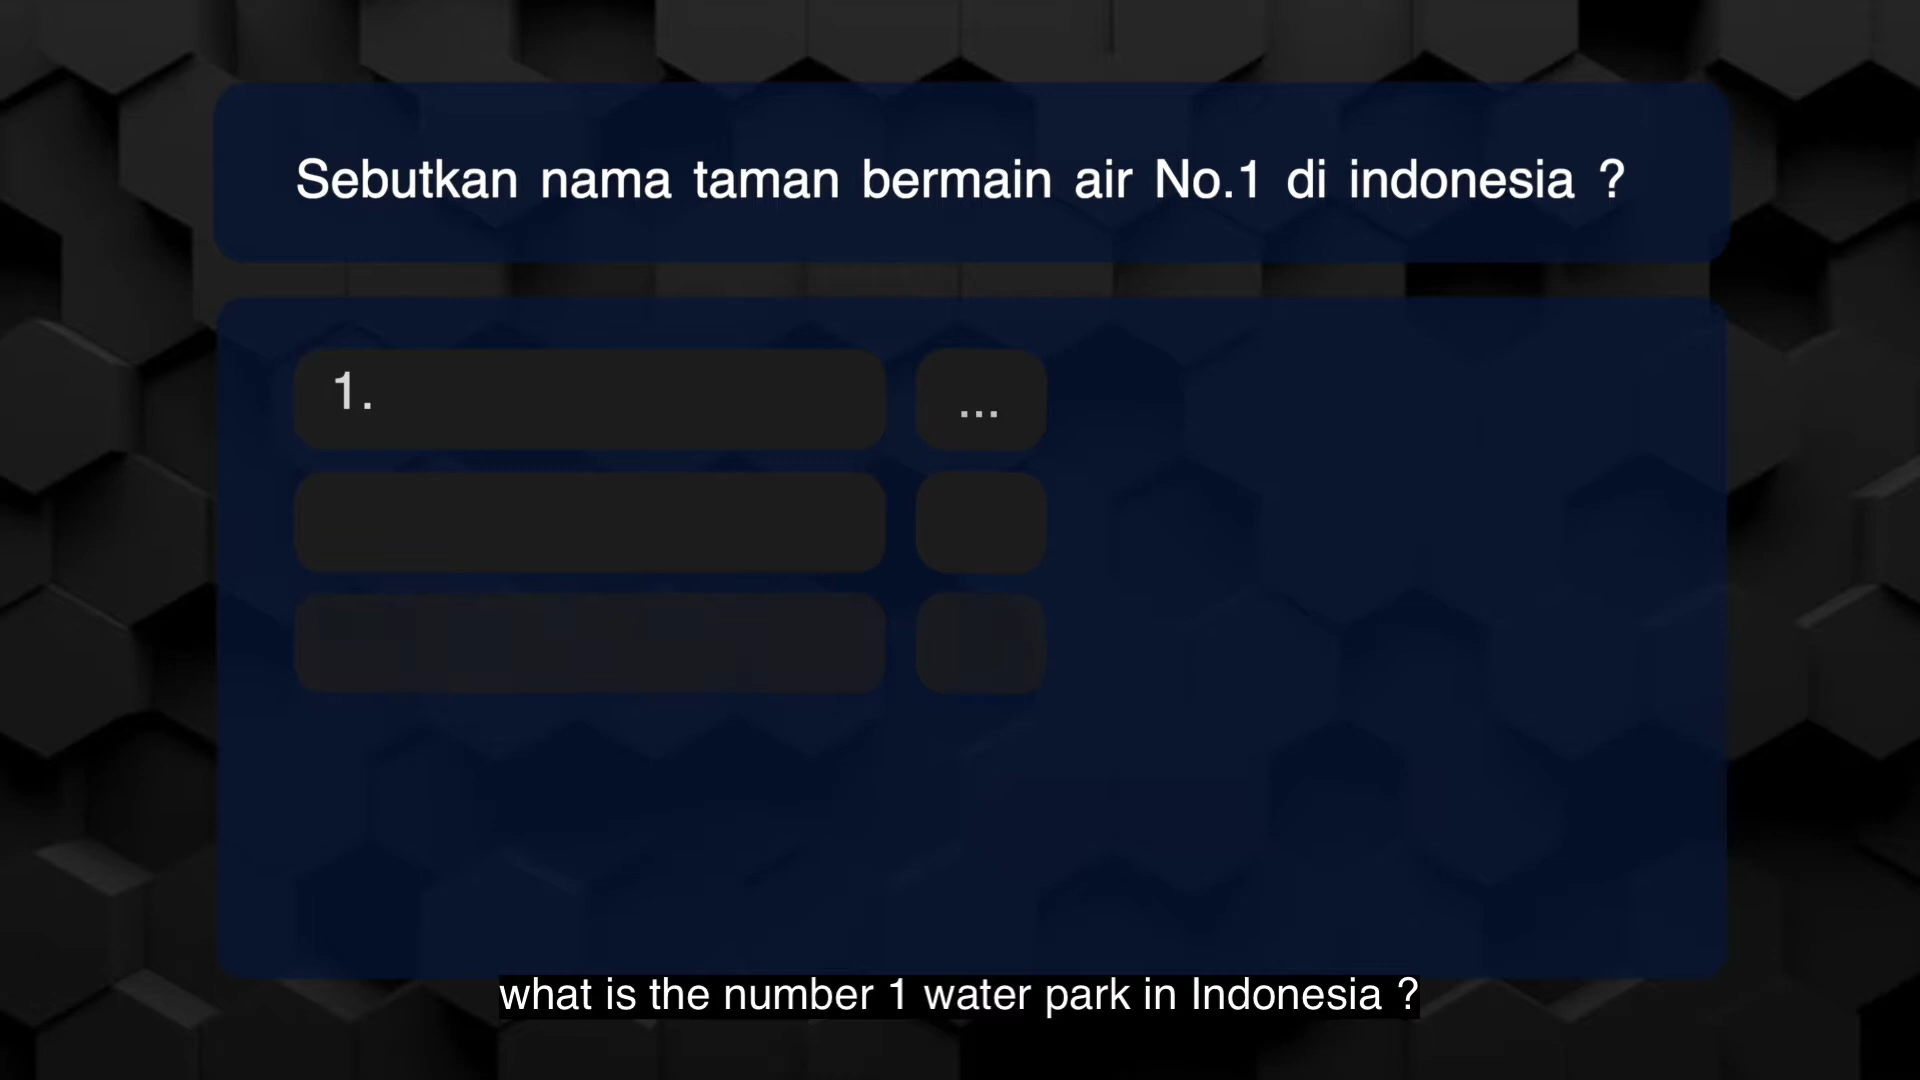 Sebutkan nama taman bermain air No.1 di indonesia ?
1.
...
what is the number 1 water park in Indonesia ?